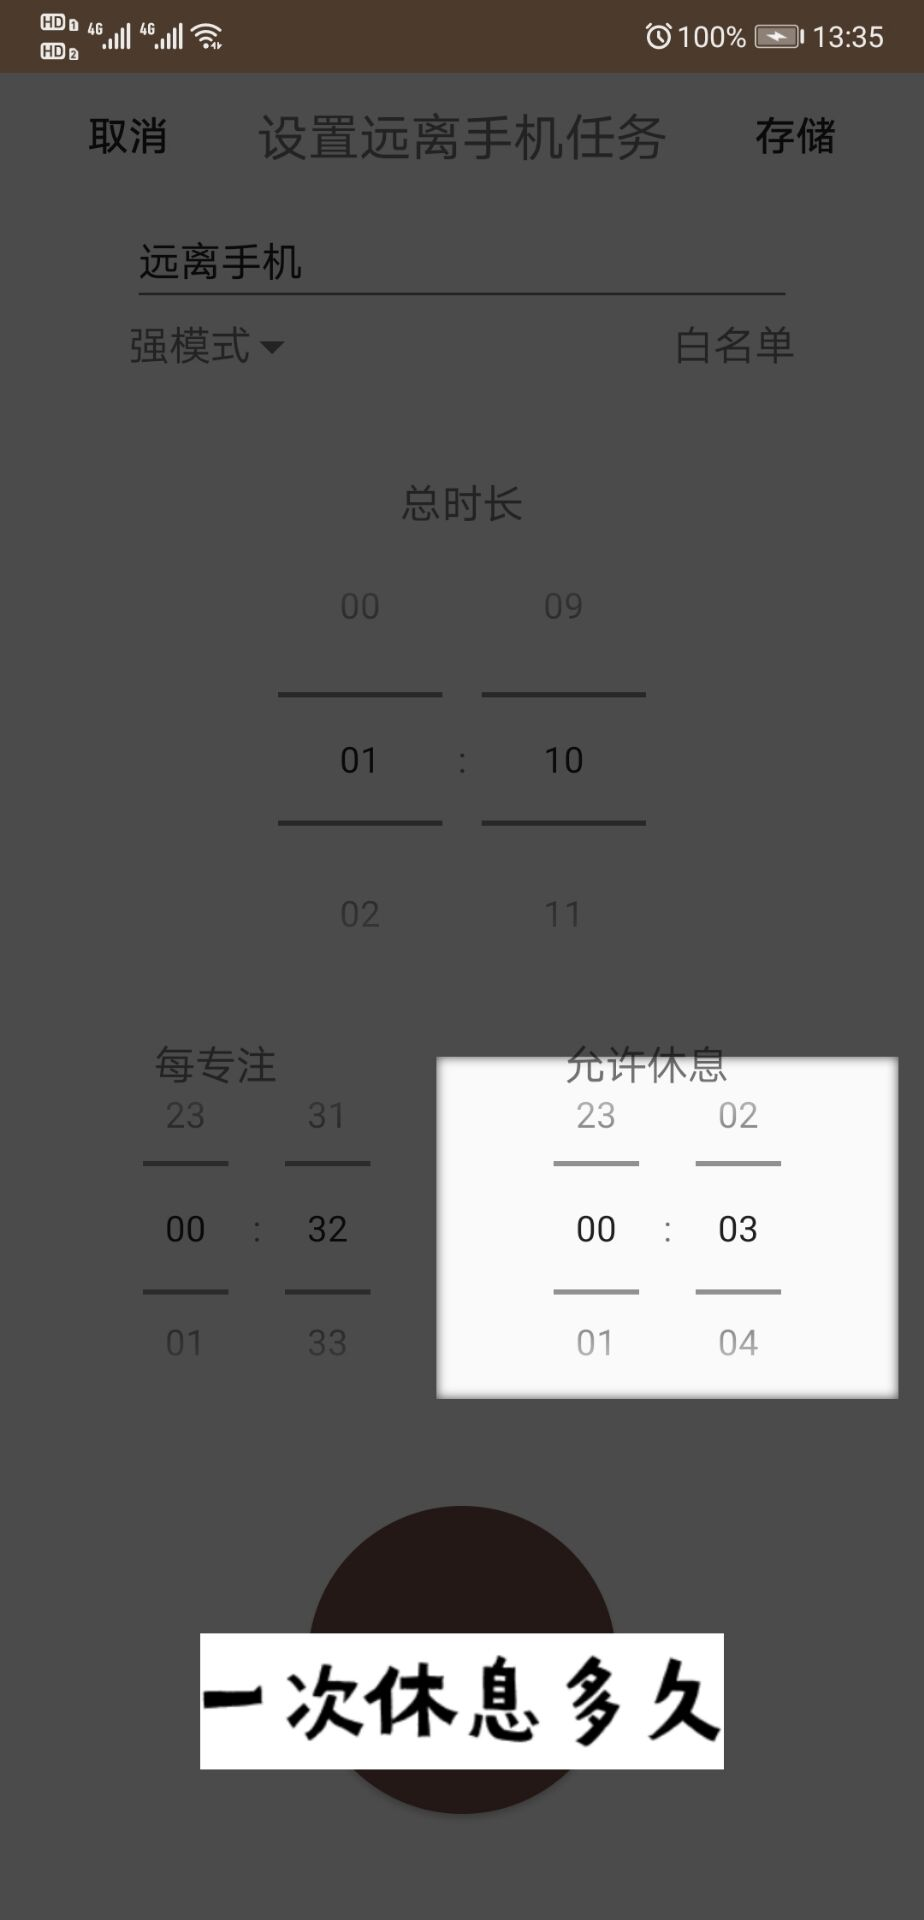 HD 1 4G 4G 100% 13:35
HD 2
取消 设置远离手机任务 存储
远离手机
强模式 白名单
总时长
00 09
01 : 10
02 11
每专注 允许休息
23 31 23 02
00 : 32 00 : 03
01 33 01 04
一次休息多久